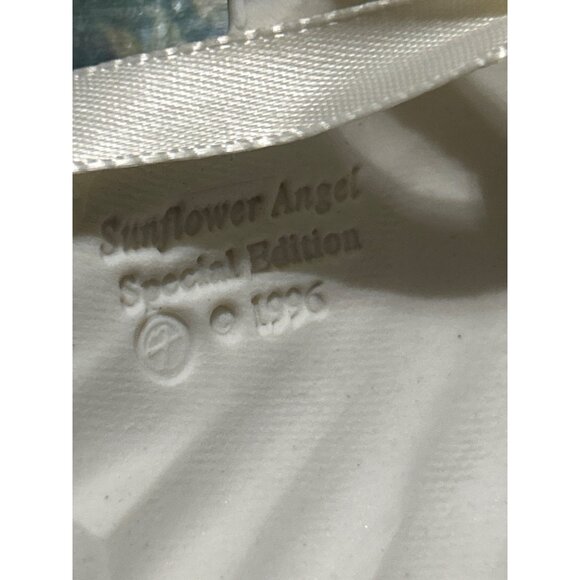 Sunflower Angel
Special Edition
© 1996